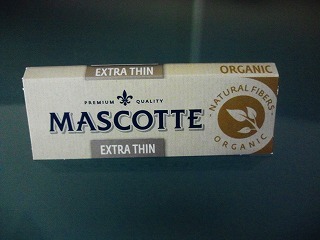 EXTRA THIN
ORGANIC
PREMIUM QUALITY
MASCOTTE
EXTRA THIN
NATURAL FIBERS
ORGANIC